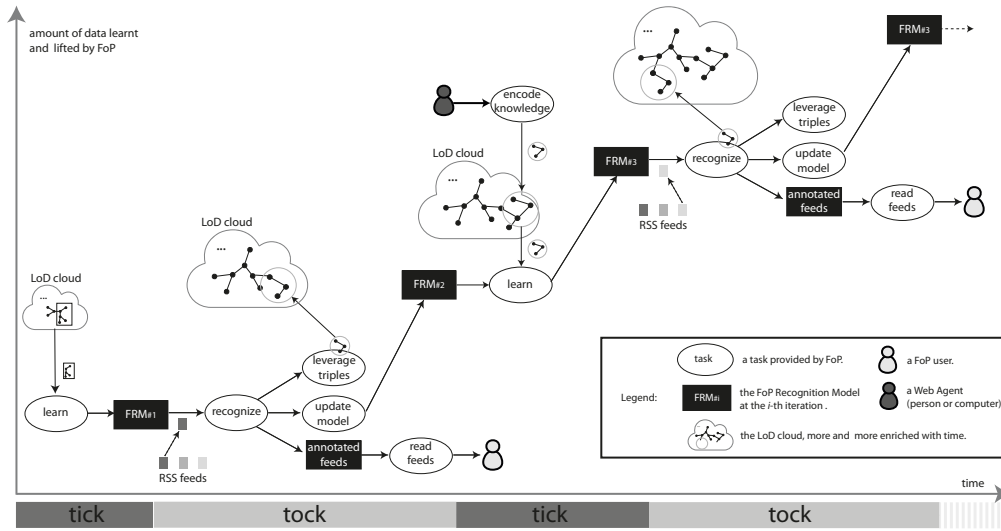 amount of data learnt
and lifted by FoP
FRM#3
...
encode
knowledge
leverage
triples
LoD cloud
...
FRM#3
recognize
update
model
annotated
feeds
read
feeds
RSS feeds
LoD cloud
...
FRM#2
learn
LoD cloud
...
leverage
triples
learn
FRM#1
recognize
update
model
annotated
feeds
read
feeds
RSS feeds
Legend:
task
a task provided by FoP.
a FoP user.
FRM#i
the FoP Recognition Model
at the i-th iteration .
a Web Agent
(person or computer)
the LoD cloud, more and more enriched with time.
time
tick
tock
tick
tock